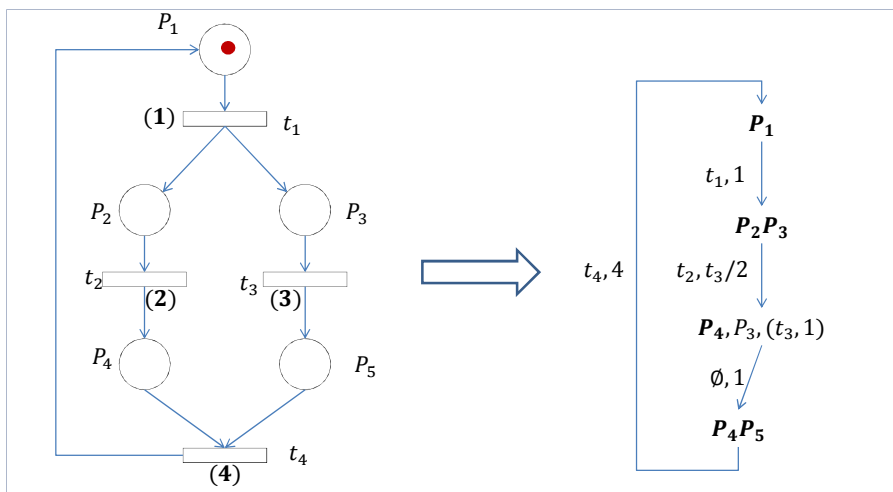 P₁
(1) t₁
P₂
P₃
t₂
(2)
t₃
(3)
P₄
P₅
t₄
(4)
P₁
t₁, 1
P₂P₃
t₄, 4
t₂, t₃/2
P₄, P₃, (t₃, 1)
∅, 1
P₄P₅